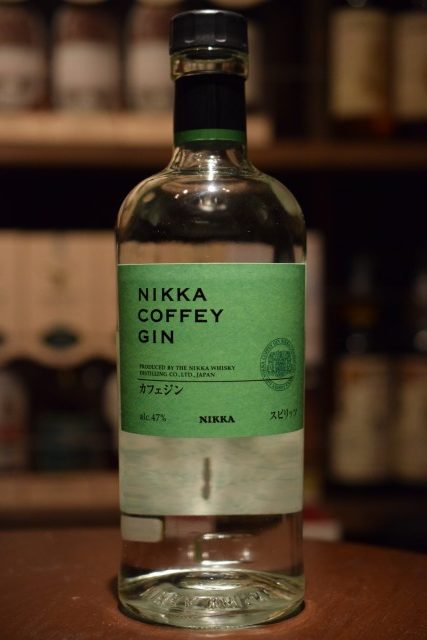 NIKKA
COFFEY
GIN
PRODUCED BY THE NIKKA WHISKY
DISTILLING CO., LTD., JAPAN
カフェジン
alc.47%
NIKKA
スピリッツ